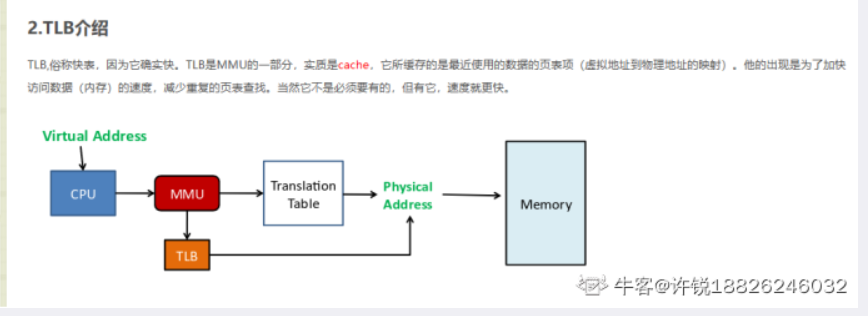 2.TLB介绍
TLB,俗称快表，因为它确实快。TLB是MMU的一部分，实质是cache，它所缓存的是最近使用的数据的页表项（虚拟地址到物理地址的映射）。他的出现是为了加快
访问数据（内存）的速度，减少重复的页表查找。当然它不是必须要有的，但有它，速度就更快。
Virtual Address
CPU
MMU
Translation
Table
Physical
Address
Memory
TLB
牛客@许锐18826246032